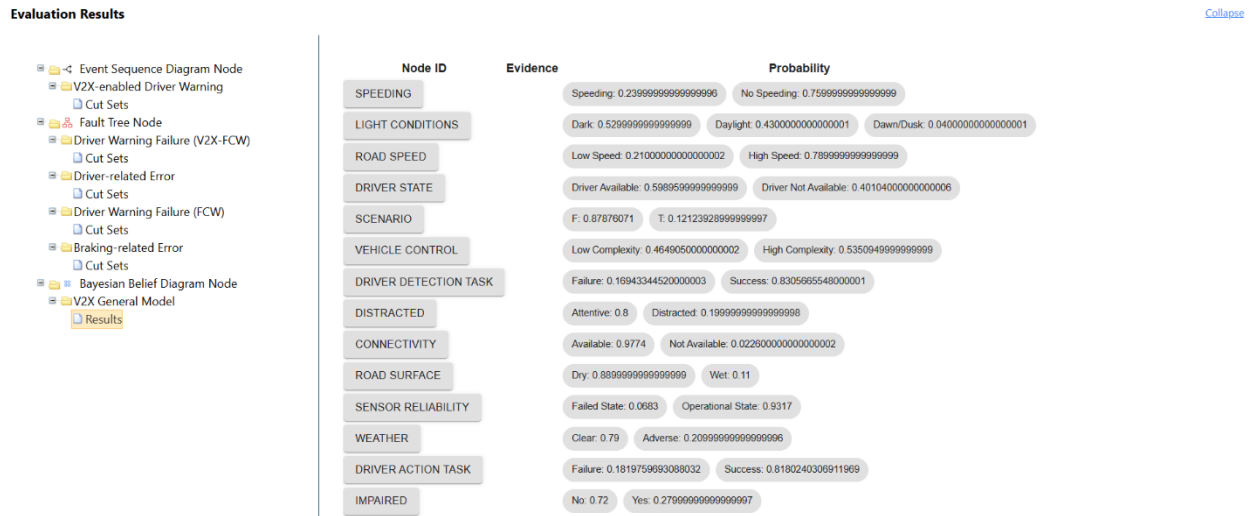 Evaluation Results
Collapse
Event Sequence Diagram Node
V2X-enabled Driver Warning
Cut Sets
Fault Tree Node
Driver Warning Failure (V2X-FCW)
Cut Sets
Driver-related Error
Cut Sets
Driver Warning Failure (FCW)
Cut Sets
Braking-related Error
Cut Sets
Bayesian Belief Diagram Node
V2X General Model
Results
Node ID Evidence Probability
SPEEDING Speeding: 0.23999999999999996 No Speeding: 0.7599999999999999
LIGHT CONDITIONS Dark: 0.5299999999999999 Daylight: 0.4300000000000001 Dawn/Dusk: 0.04000000000000001
ROAD SPEED Low Speed: 0.21000000000000002 High Speed: 0.7899999999999999
DRIVER STATE Driver Available: 0.5989599999999999 Driver Not Available: 0.40104000000000006
SCENARIO F: 0.87876071 T: 0.12123928999999997
VEHICLE CONTROL Low Complexity: 0.4649050000000002 High Complexity: 0.5350949999999999
DRIVER DETECTION TASK Failure: 0.16943344520000003 Success: 0.8305665548000001
DISTRACTED Attentive: 0.8 Distracted: 0.19999999999999998
CONNECTIVITY Available: 0.9774 Not Available: 0.022600000000000002
ROAD SURFACE Dry: 0.8899999999999999 Wet: 0.11
SENSOR RELIABILITY Failed State: 0.0683 Operational State: 0.9317
WEATHER Clear: 0.79 Adverse: 0.20999999999999996
DRIVER ACTION TASK Failure: 0.1819759693088032 Success: 0.8180240306911969
IMPAIRED No: 0.72 Yes: 0.27999999999999997